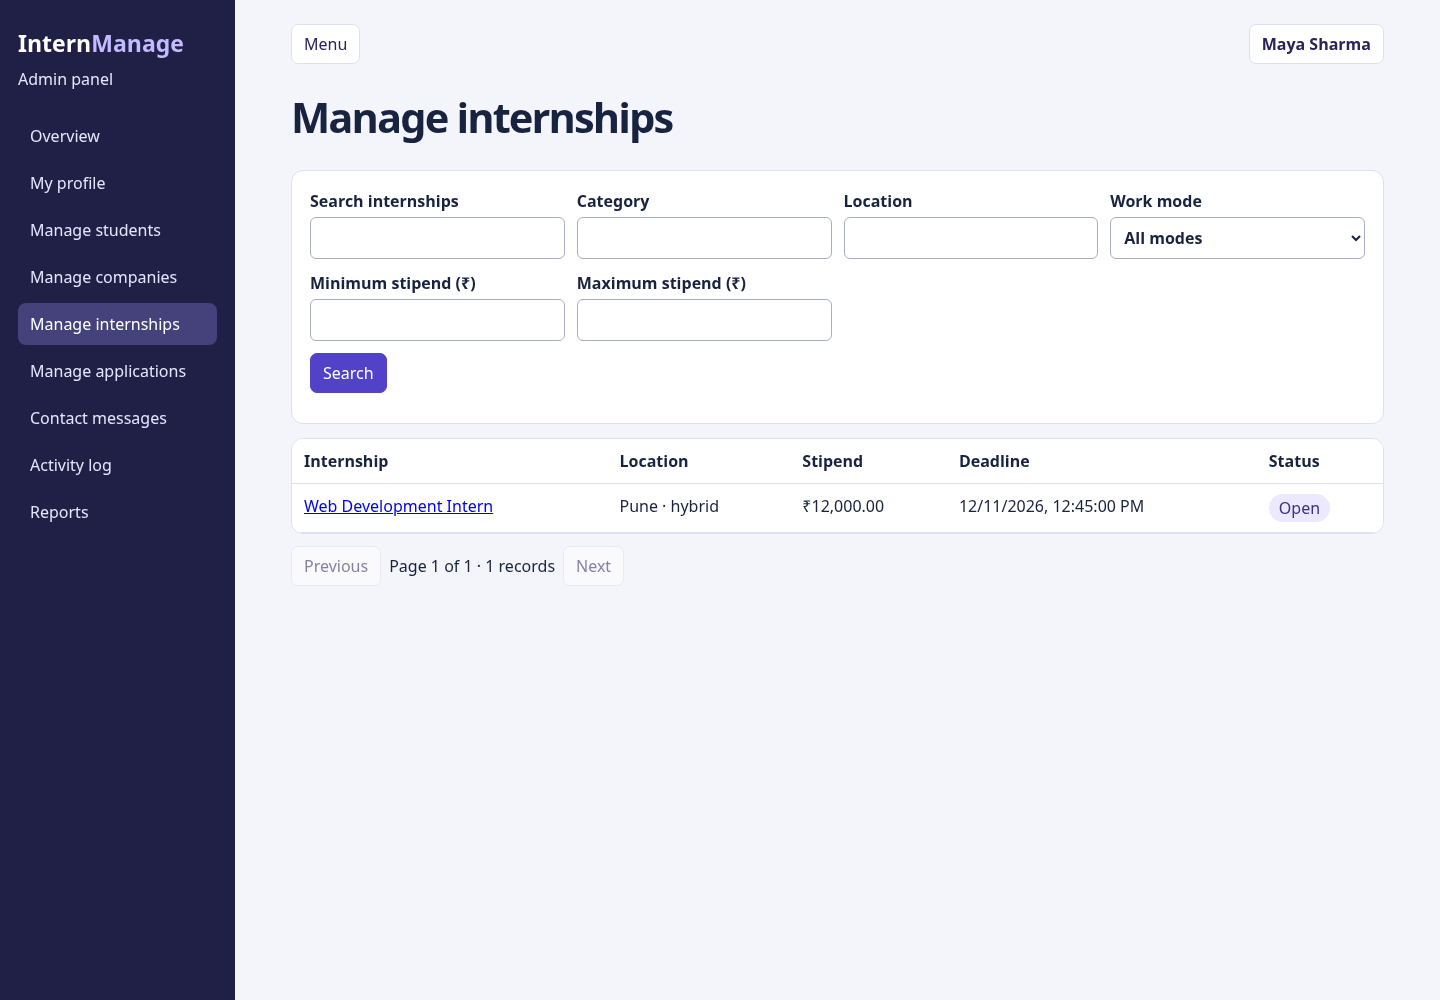 InternManage
Admin panel
Overview
My profile
Manage students
Manage companies
Manage internships
Manage applications
Contact messages
Activity log
Reports
Menu
Maya Sharma
Manage internships
Search internships Category Location Work mode
All modes
Minimum stipend (₹) Maximum stipend (₹)
Search
Internship Location Stipend Deadline Status
Web Development Intern Pune · hybrid ₹12,000.00 12/11/2026, 12:45:00 PM Open
Previous Page 1 of 1 · 1 records Next